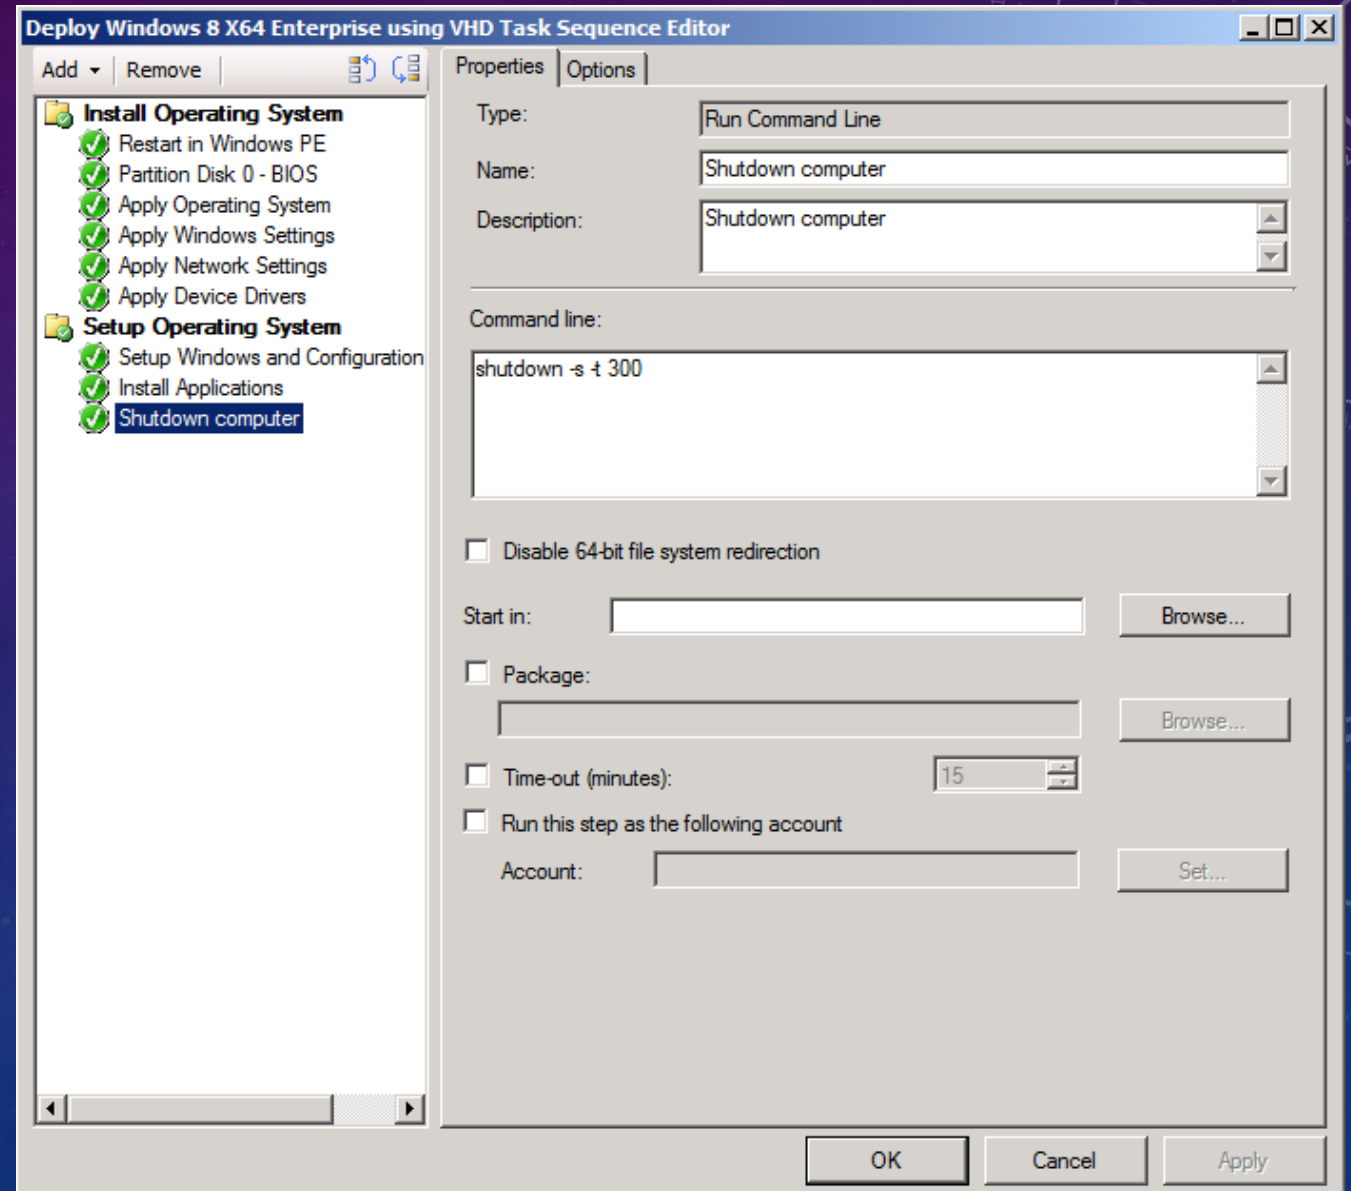 Deploy Windows 8 X64 Enterprise using VHD Task Sequence Editor
Add Remove
Properties Options
Install Operating System
Restart in Windows PE
Partition Disk 0 - BIOS
Apply Operating System
Apply Windows Settings
Apply Network Settings
Apply Device Drivers
Setup Operating System
Setup Windows and Configuration
Install Applications
Shutdown computer
Type: Run Command Line
Name: Shutdown computer
Description: Shutdown computer
Command line:
shutdown -s -t 300
Disable 64-bit file system redirection
Start in: Browse...
Package:
Browse...
Time-out (minutes): 15
Run this step as the following account
Account: Set...
OK Cancel Apply